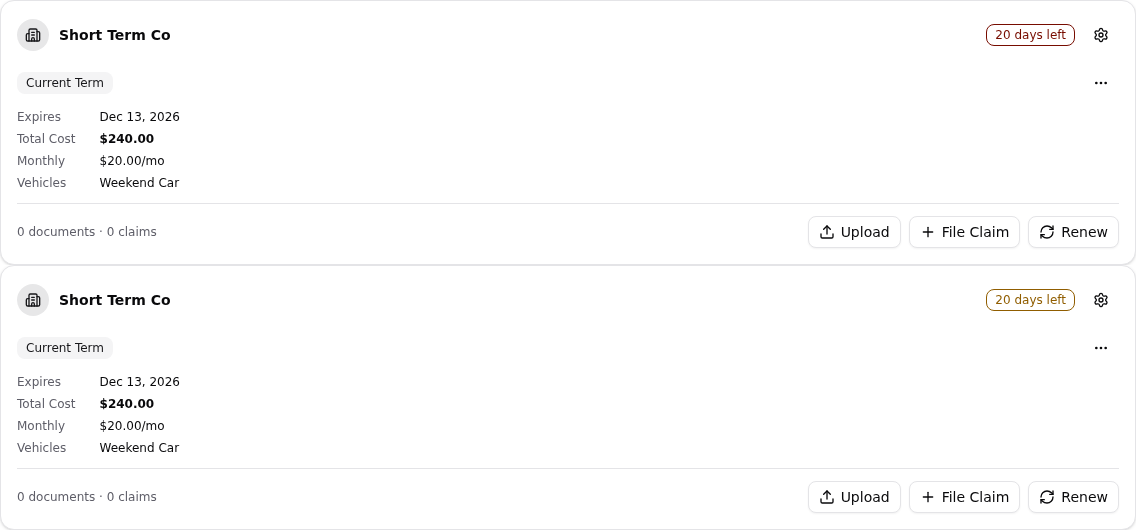 Short Term Co
20 days left
Current Term
Expires Dec 13, 2026
Total Cost $240.00
Monthly $20.00/mo
Vehicles Weekend Car
0 documents · 0 claims
Upload
File Claim
Renew
Short Term Co
20 days left
Current Term
Expires Dec 13, 2026
Total Cost $240.00
Monthly $20.00/mo
Vehicles Weekend Car
0 documents · 0 claims
Upload
File Claim
Renew